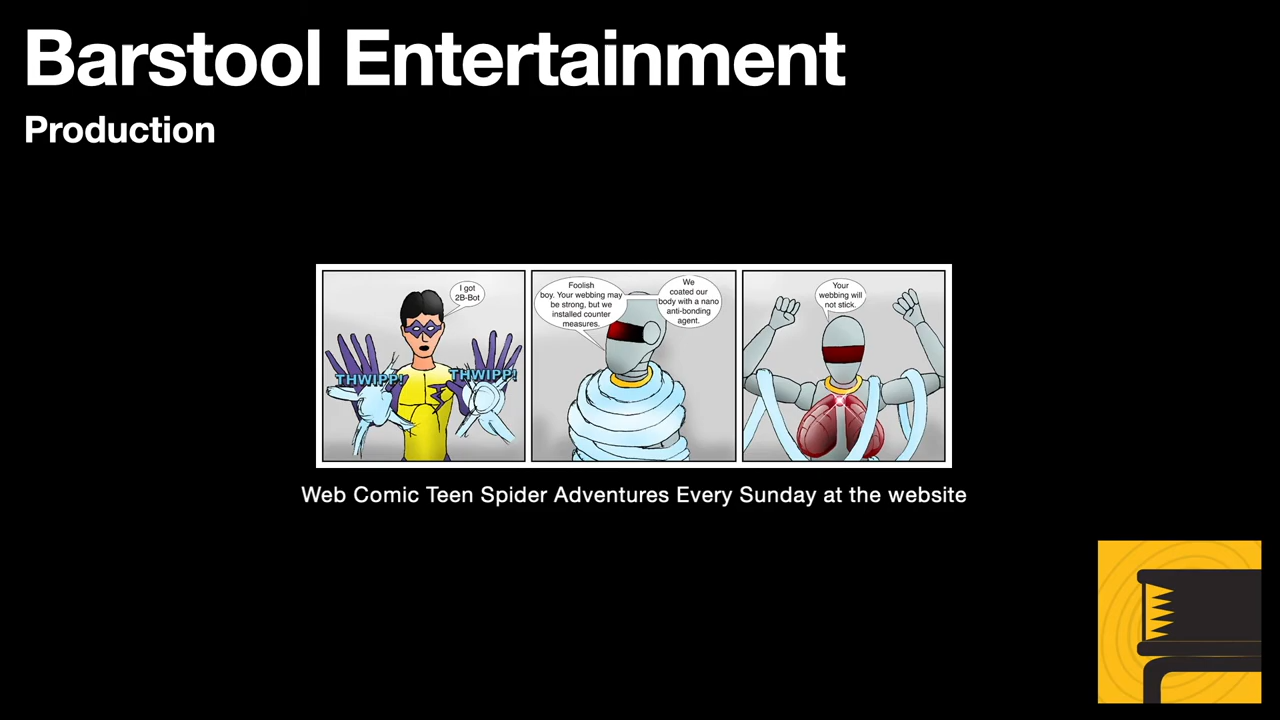 Barstool Entertainment
Production
I got
2B-Bot
THWIPP!
THWIPP!
Foolish
boy. Your webbing may
be strong, but we
installed counter
measures.
We
coated our
body with a nano
anti-bonding
agent.
Your
webbing will
not stick.
Web Comic Teen Spider Adventures Every Sunday at the website